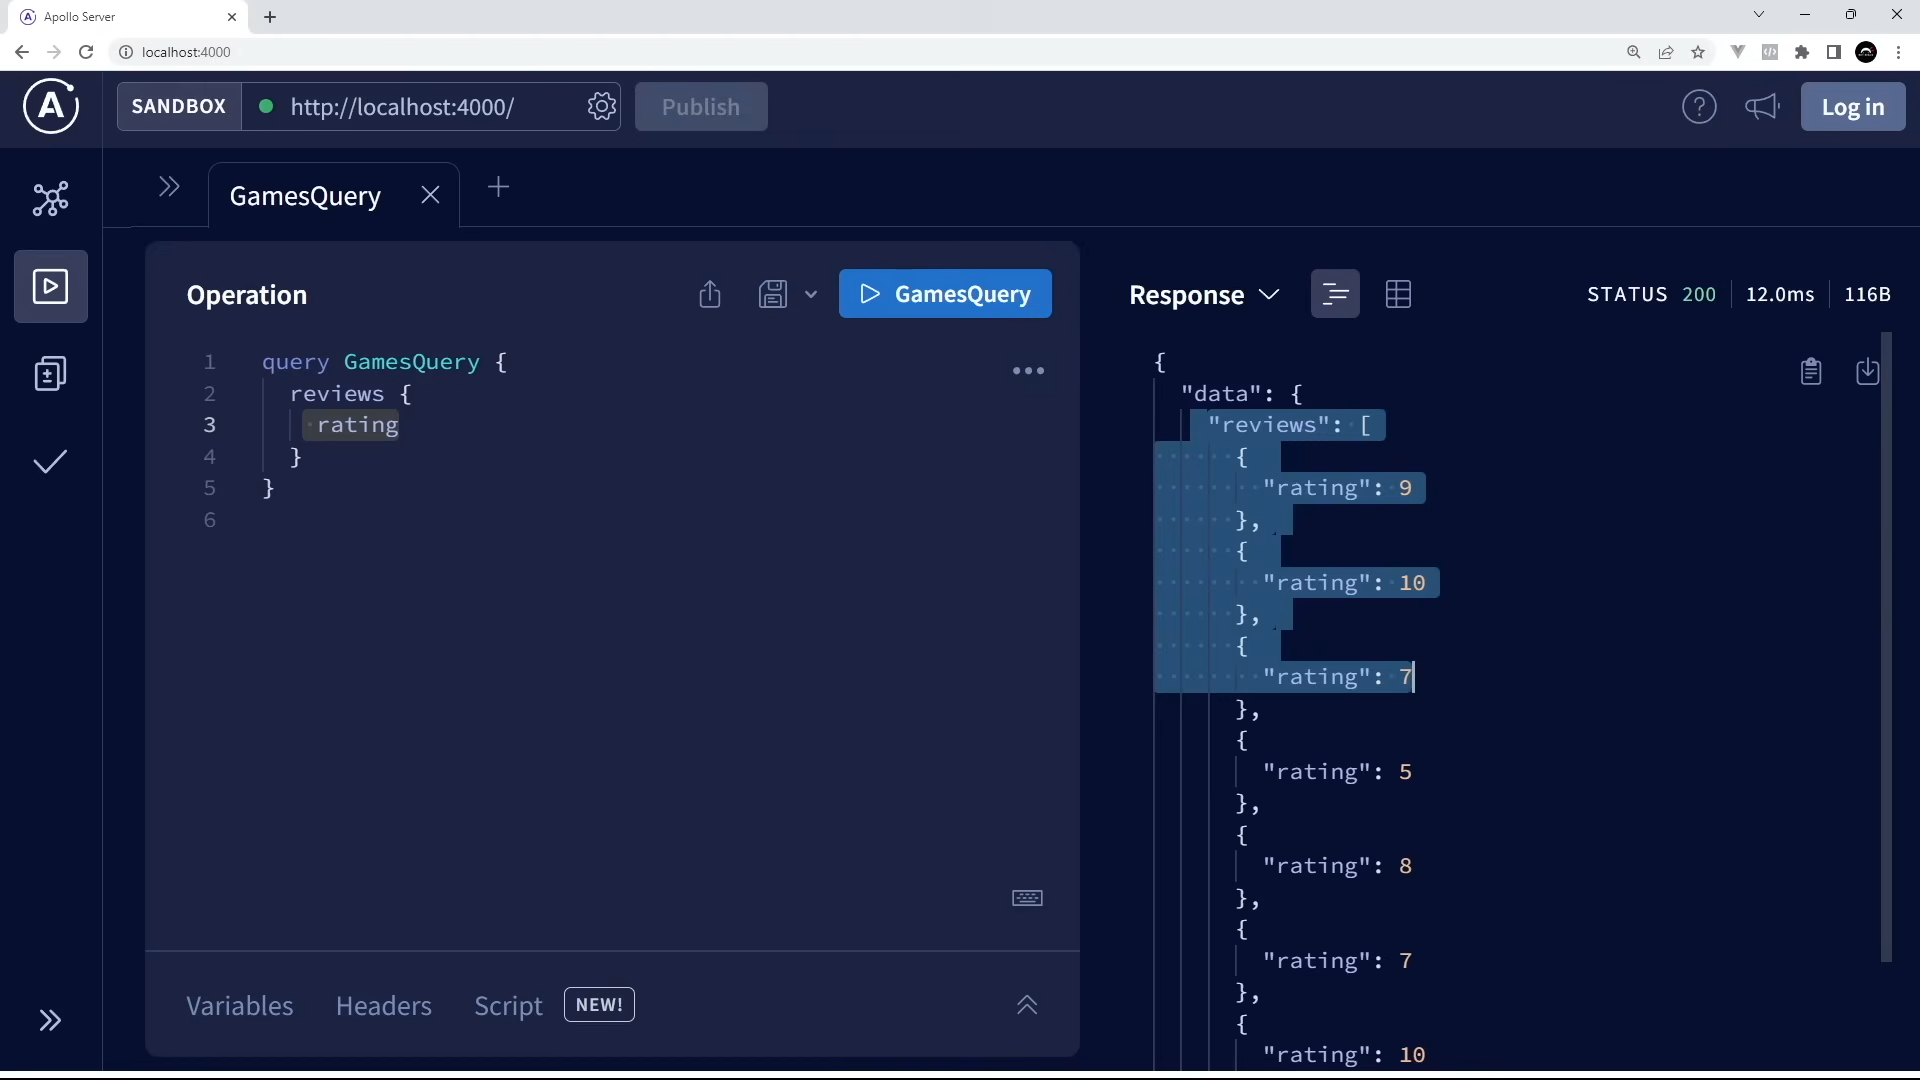 Apollo Server
localhost:4000
SANDBOX
http://localhost:4000/
Publish
Log in
GamesQuery
Operation
GamesQuery
1 query GamesQuery {
2 reviews {
3 rating
4 }
5 }
6
Variables
Headers
Script
NEW!
Response
STATUS 200
12.0ms
116B
{
"data": {
"reviews": [
{
"rating": 9
},
{
"rating": 10
},
{
"rating": 7
},
{
"rating": 5
},
{
"rating": 8
},
{
"rating": 7
},
{
"rating": 10